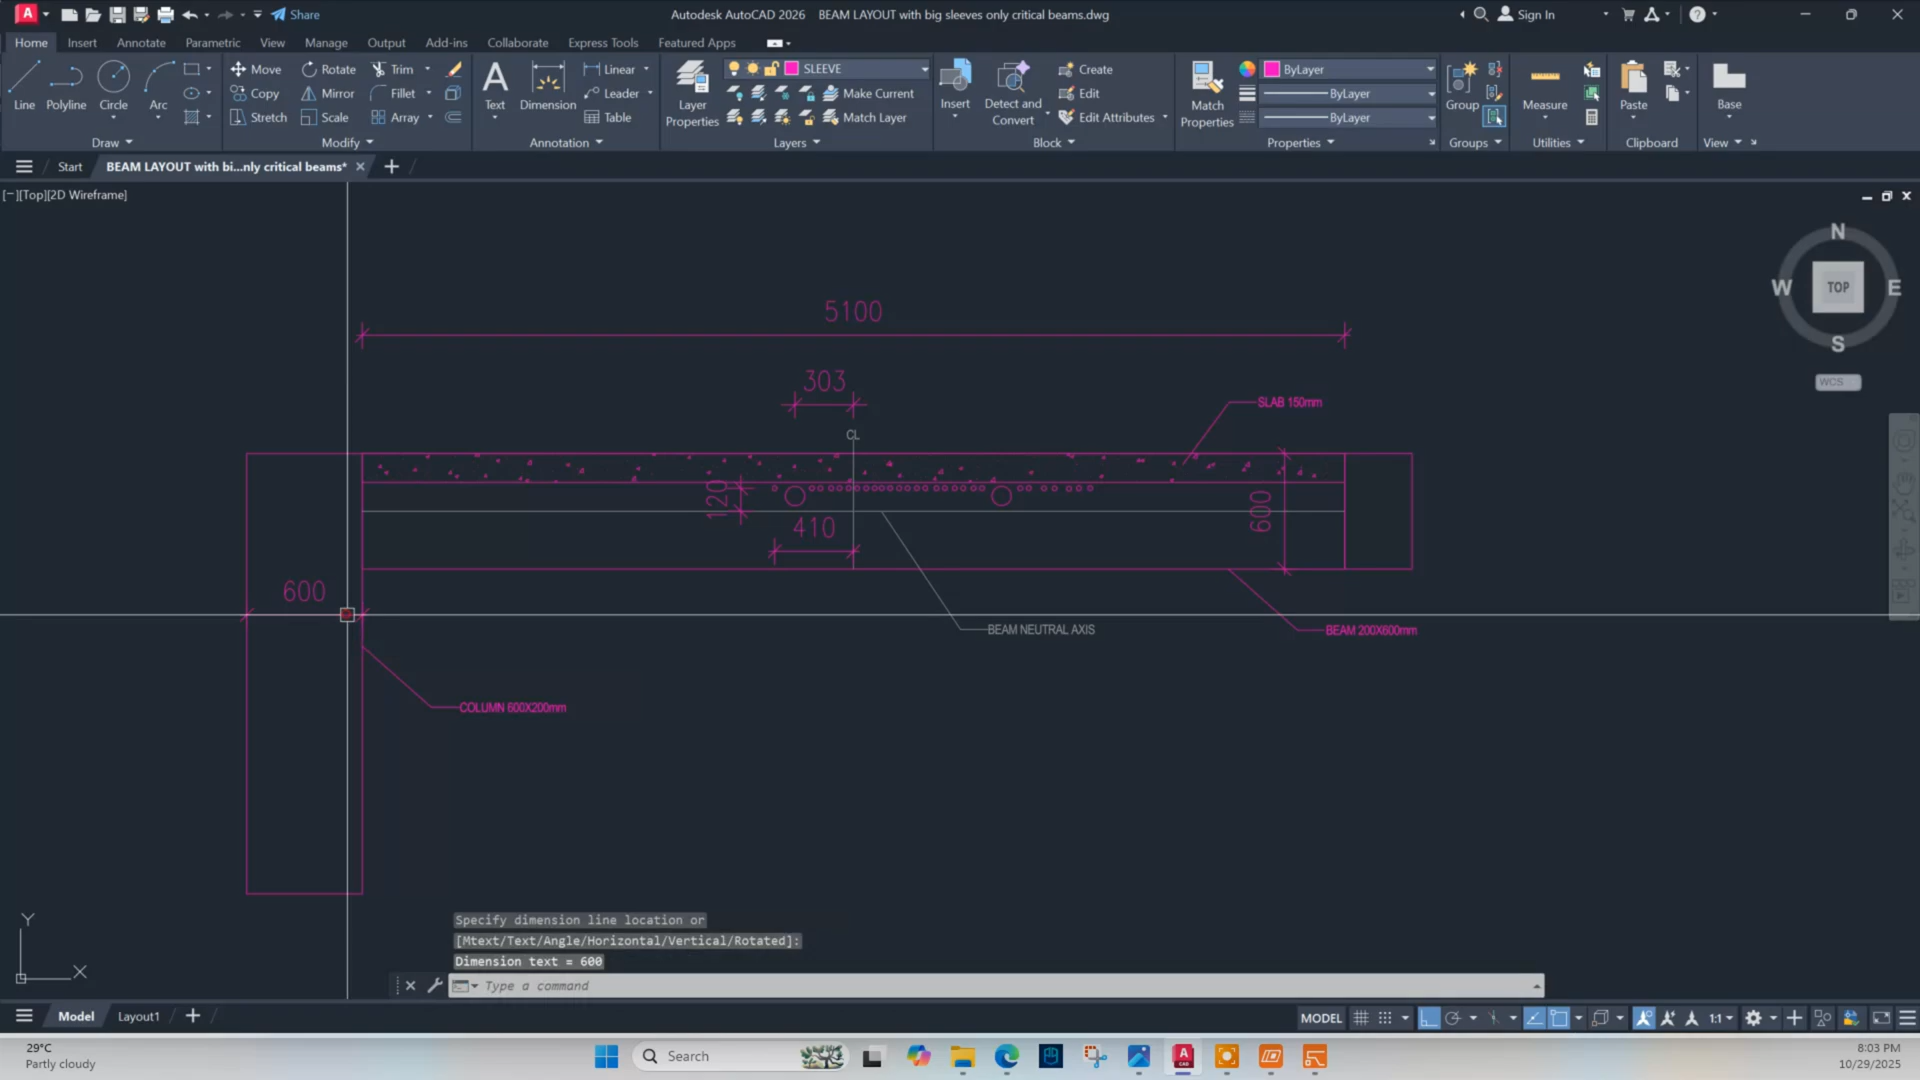 Share
Autodesk AutoCAD 2026 BEAM LAYOUT with big sleeves only critical beams.dwg
Sign In
Home Insert Annotate Parametric View Manage Output Add-ins Collaborate Express Tools Featured Apps
Line Polyline Circle Arc
Move Rotate Trim
Copy Mirror Fillet
Stretch Scale Array
Text Dimension
Linear
Leader
Table
Layer Properties
SLEEVE
Make Current
Match Layer
Insert
Detect and Convert
Create
Edit
Edit Attributes
Match Properties
ByLayer
ByLayer
ByLayer
Group
Measure
Paste
Base
Draw Modify Annotation Layers Block Properties Groups Utilities Clipboard View
Start BEAM LAYOUT with bi...nly critical beams*
[−][Top][2D Wireframe]
N
W TOP E
S
WCS
5100
303
SLAB 150mm
CL
120
600
410
600
BEAM NEUTRAL AXIS
BEAM 200X600mm
COLUMN 600X200mm
Y
X
Specify dimension line location or
[Mtext/Text/Angle/Horizontal/Vertical/Rotated]:
Dimension text = 600
Type a command
Model Layout1
MODEL
1:1
29°C
Partly cloudy
Search
8:03 PM
10/29/2025